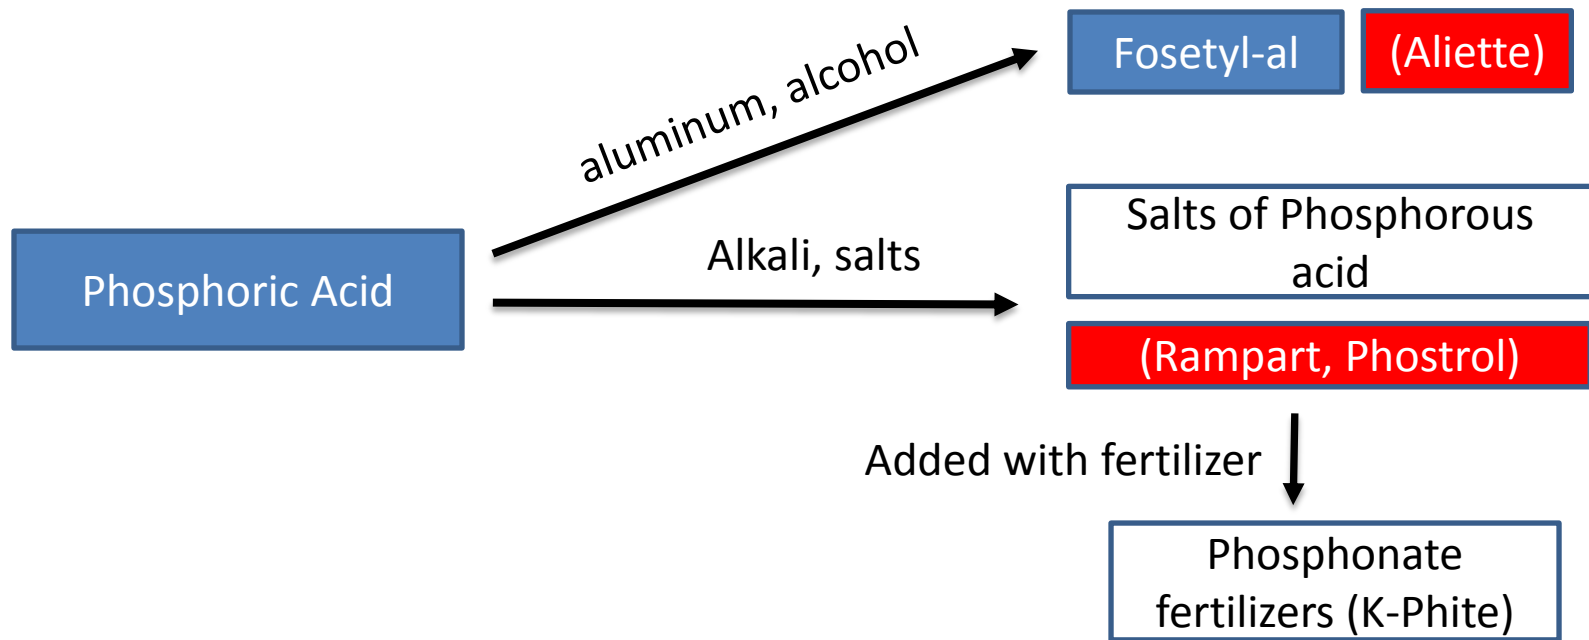 Fosetyl-al
(Aliette)
aluminum, alcohol
Salts of Phosphorous
acid
Alkali, salts
Phosphoric Acid
(Rampart, Phostrol)
Added with fertilizer
Phosphonate
fertilizers (K-Phite)